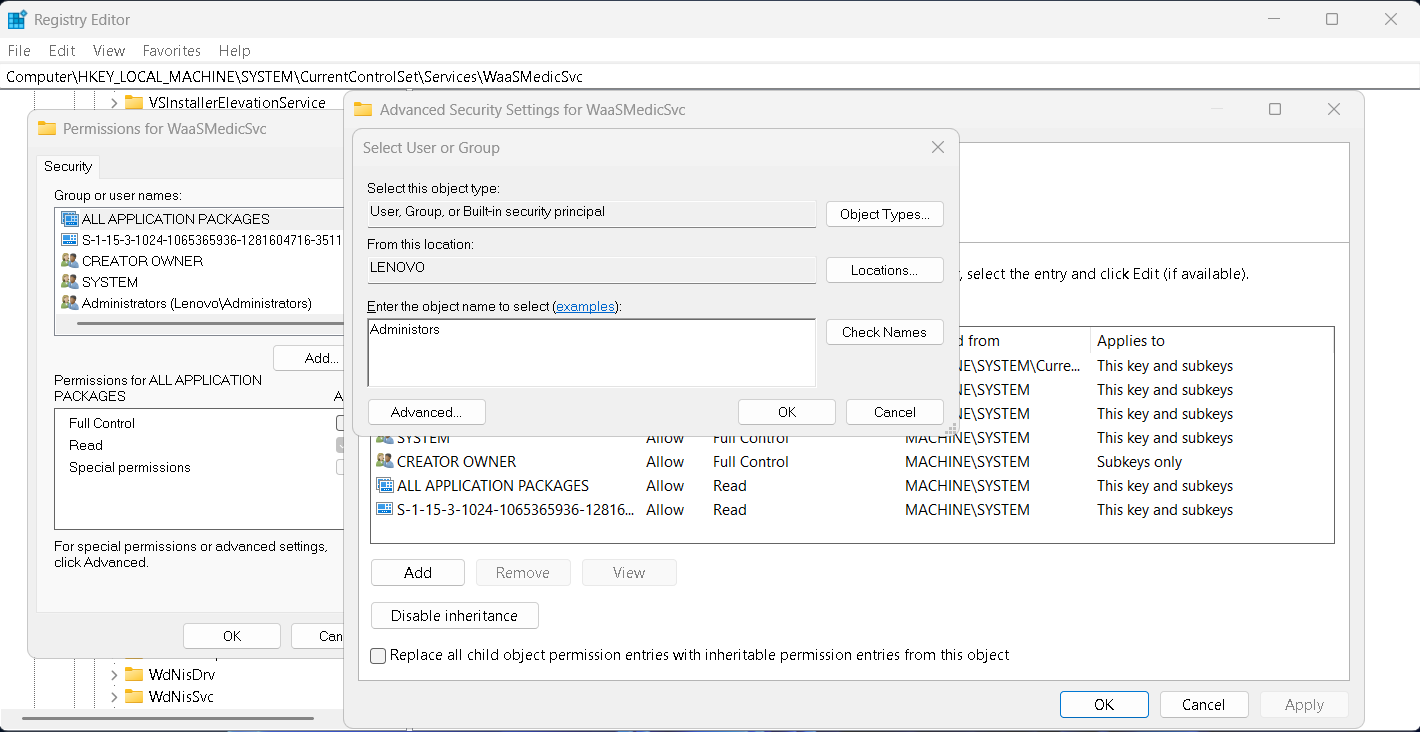 Registry Editor
File Edit View Favorites Help
Computer\HKEY_LOCAL_MACHINE\SYSTEM\CurrentControlSet\Services\WaaSMedicSvc
VSInstallerElevationService
Permissions for WaaSMedicSvc
Security
Group or user names:
ALL APPLICATION PACKAGES
S-1-15-3-1024-1065365936-1281604716-3511
CREATOR OWNER
SYSTEM
Administrators (Lenovo\Administrators)
Add...
Permissions for ALL APPLICATION
PACKAGES
A
Full Control
Read
Special permissions
For special permissions or advanced settings,
click Advanced.
OK Can
WdNisDrv
WdNisSvc
Advanced Security Settings for WaaSMedicSvc
Select User or Group
Select this object type:
User, Group, or Built-in security principal
Object Types...
From this location:
LENOVO
Locations...
Enter the object name to select (examples):
Administors
Check Names
Advanced...
OK Cancel
, select the entry and click Edit (if available).
d from Applies to
NE\SYSTEM\Curre... This key and subkeys
NE\SYSTEM This key and subkeys
NE\SYSTEM This key and subkeys
SYSTEM Allow Full Control MACHINE\SYSTEM This key and subkeys
CREATOR OWNER Allow Full Control MACHINE\SYSTEM Subkeys only
ALL APPLICATION PACKAGES Allow Read MACHINE\SYSTEM This key and subkeys
S-1-15-3-1024-1065365936-12816... Allow Read MACHINE\SYSTEM This key and subkeys
Add Remove View
Disable inheritance
Replace all child object permission entries with inheritable permission entries from this object
OK Cancel Apply